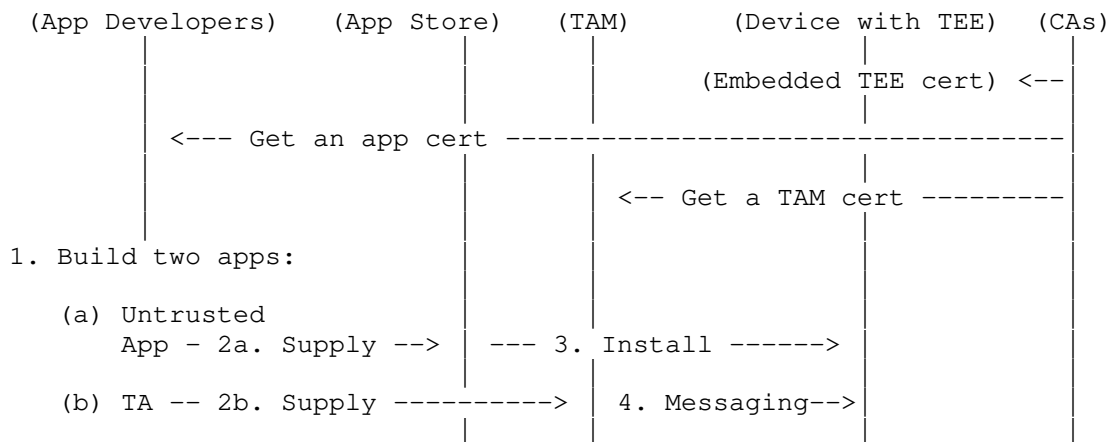 (App Developers) (App Store) (TAM) (Device with TEE) (CAs)
(Embedded TEE cert) <--
<--- Get an app cert -----------------------------------
<-- Get a TAM cert ---------
1. Build two apps:
(a) Untrusted
App - 2a. Supply --> --- 3. Install ------>
(b) TA -- 2b. Supply ----------> 4. Messaging-->